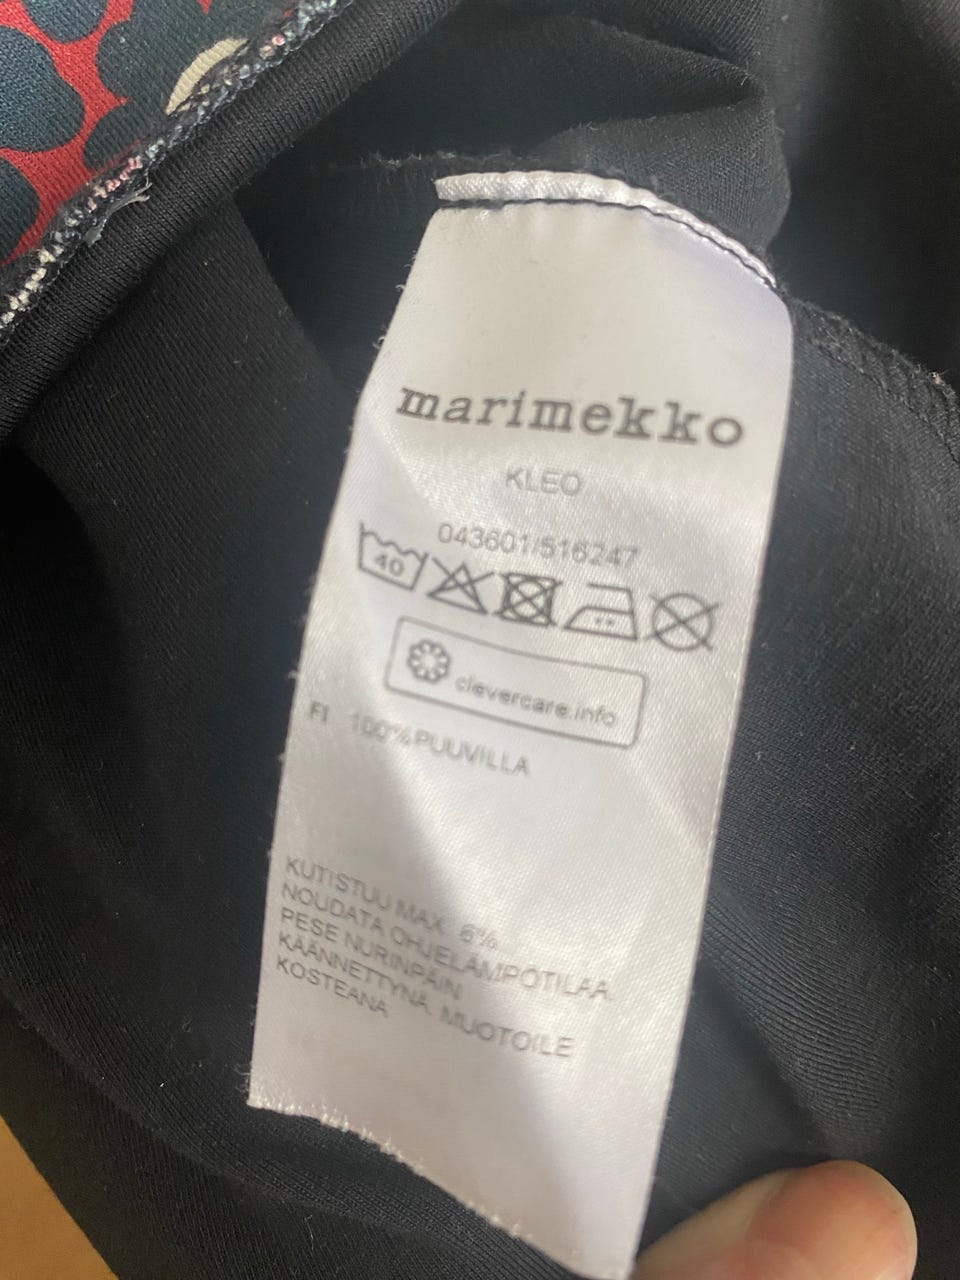 marimekko
KLEO
043601/516247
40
clevercare.info
FI 100% PUUVILLA
KUTISTUU MAX 6%
NOUDATA OHJELÄMPÖTILAA
PESE NURINPÄIN
KÄÄNNETTYNÄ. MUOTOILE
KOSTEANA